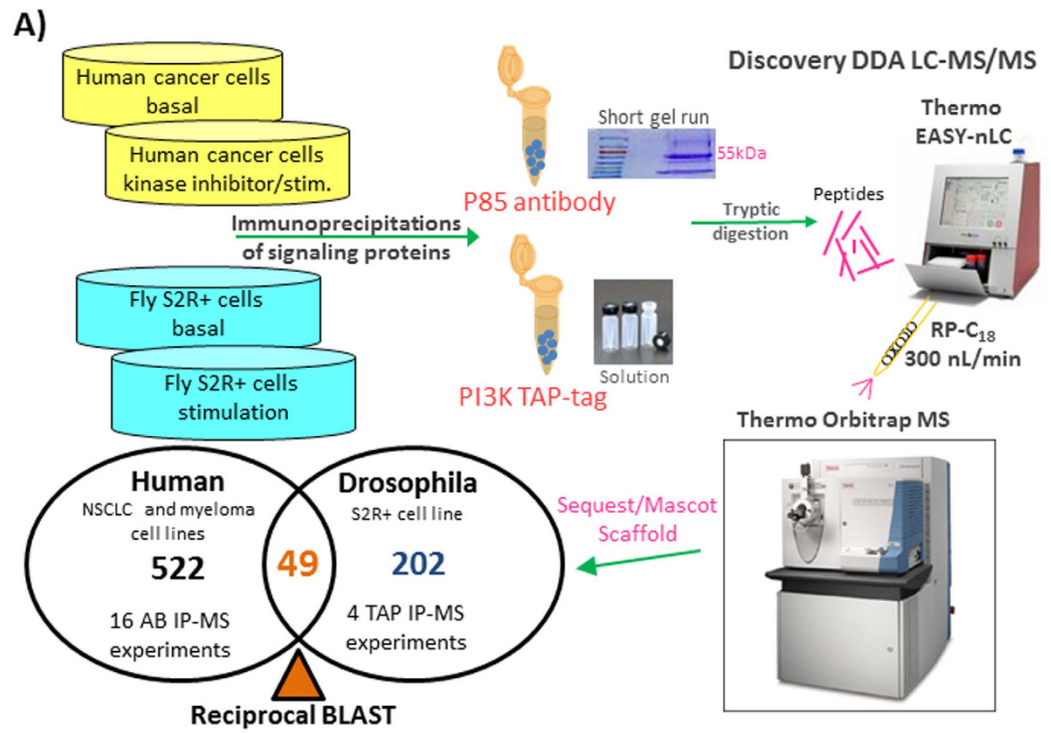 A)
Human cancer cells
basal
Human cancer cells
kinase inhibitor/stim.
Immunoprecipitations
of signaling proteins
Fly S2R+ cells
basal
Fly S2R+ cells
stimulation
P85 antibody
Short gel run
55kDa
PI3K TAP-tag
Solution
Tryptic
digestion
Discovery DDA LC-MS/MS
Thermo
EASY-nLC
Peptides
RP-C18
300 nL/min
Thermo Orbitrap MS
Sequest/Mascot
Scaffold
Human
NSCLC and myeloma
cell lines
522
16 AB IP-MS
experiments
49
Drosophila
S2R+ cell line
202
4 TAP IP-MS
experiments
Reciprocal BLAST